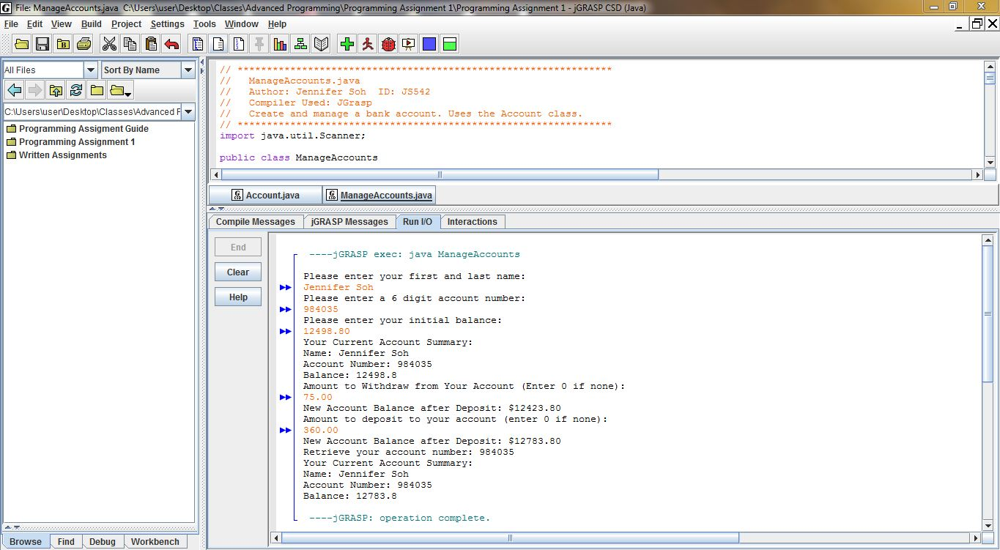 File: ManageAccounts.java  C:\Users\user\Desktop\Classes\Advanced Programming\Programming Assignment 1\Programming Assignment 1 - jGRASP CSD (Java)
File Edit View Build Project Settings Tools Window Help
All Files
Sort By Name
C:\Users\user\Desktop\Classes\Advanced F
Programming Assigment Guide
Programming Assignment 1
Written Assignments
Browse Find Debug Workbench
// ****************************************************************
//   ManageAccounts.java
//   Author: Jennifer Soh  ID: JS542
//   Compiler Used: JGrasp
//   Create and manage a bank account. Uses the Account class.
// ****************************************************************
import java.util.Scanner;
public class ManageAccounts
Account.java ManageAccounts.java
Compile Messages jGRASP Messages Run I/O Interactions
End
Clear
Help
----jGRASP exec: java ManageAccounts
Please enter your first and last name:
Jennifer Soh
Please enter a 6 digit account number:
984035
Please enter your initial balance:
12498.80
Your Current Account Summary:
Name: Jennifer Soh
Account Number: 984035
Balance: 12498.8
Amount to Withdraw from Your Account (Enter 0 if none):
75.00
New Account Balance after Deposit: $12423.80
Amount to deposit to your account (enter 0 if none):
360.00
New Account Balance after Deposit: $12783.80
Retrieve your account number: 984035
Your Current Account Summary:
Name: Jennifer Soh
Account Number: 984035
Balance: 12783.8
----jGRASP: operation complete.